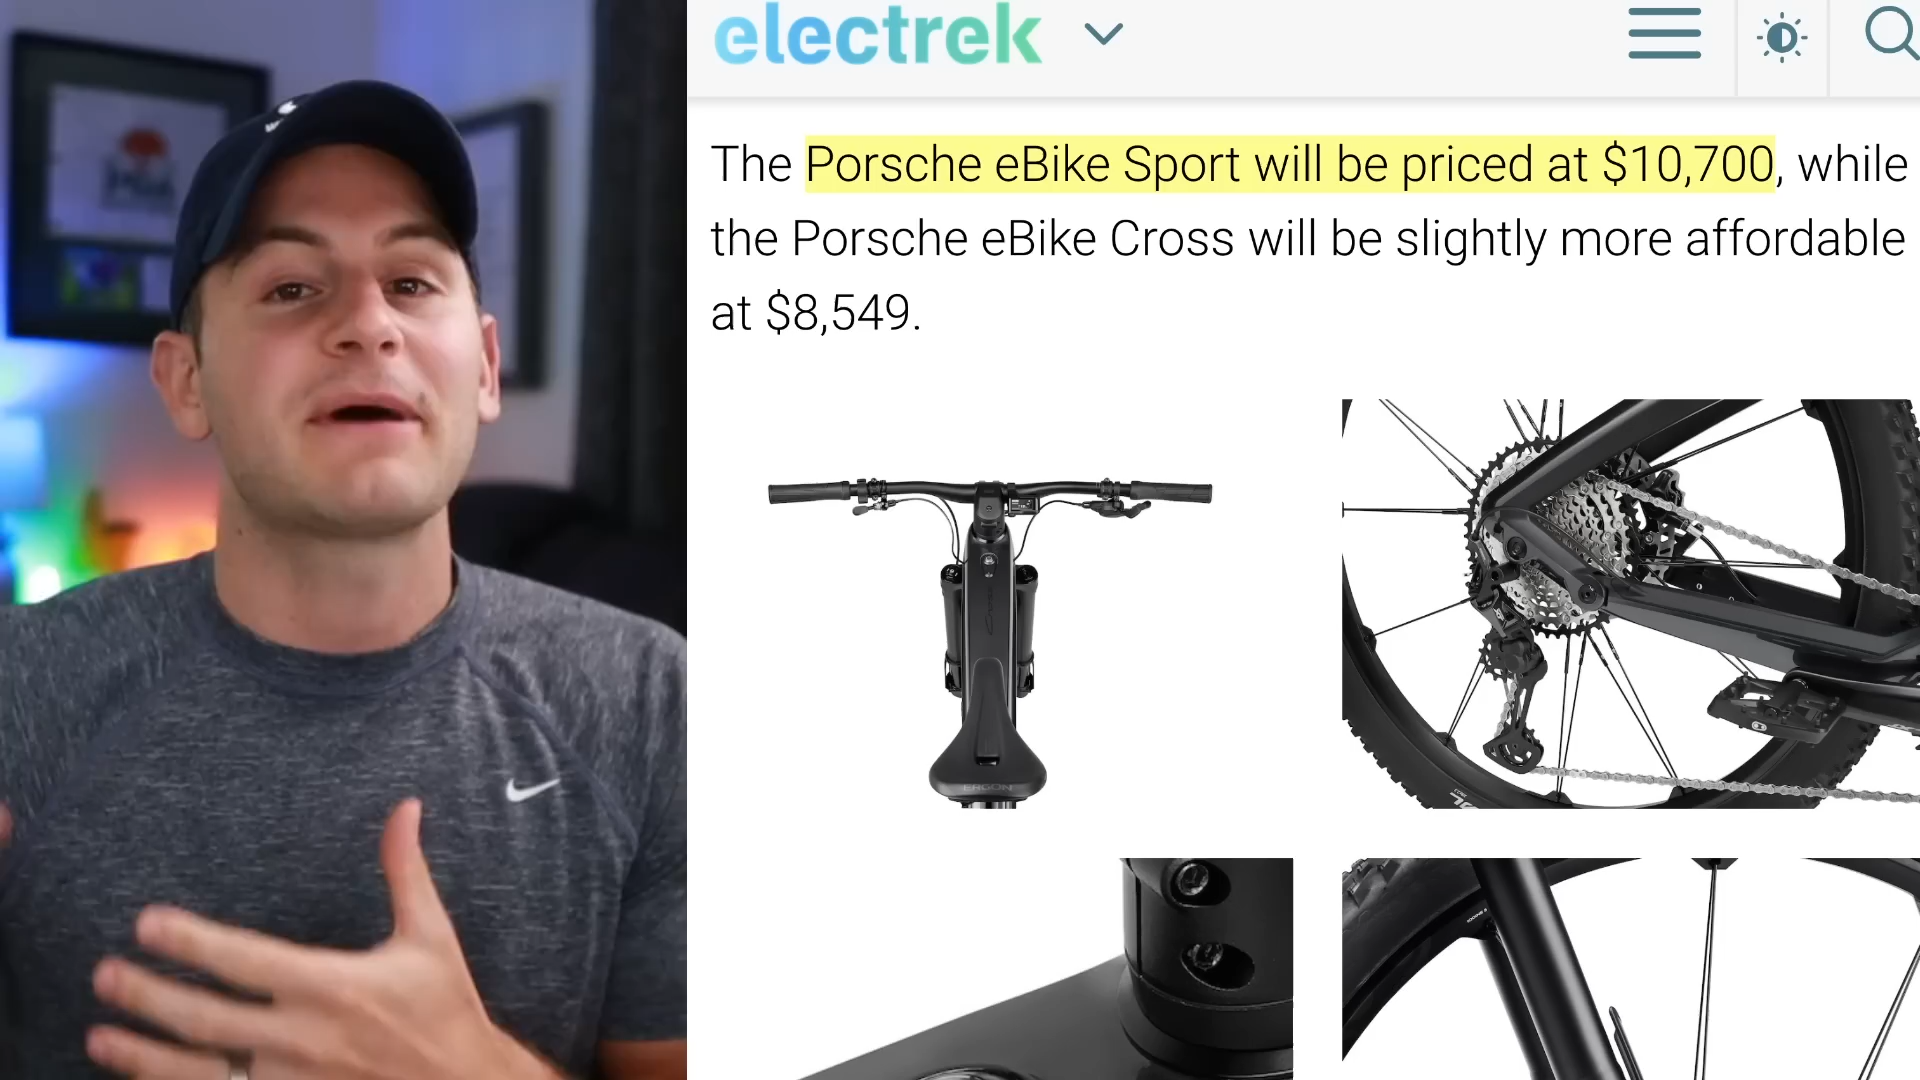 electrek
The Porsche eBike Sport will be priced at $10,700, while
the Porsche eBike Cross will be slightly more affordable
at $8,549.
ERGON